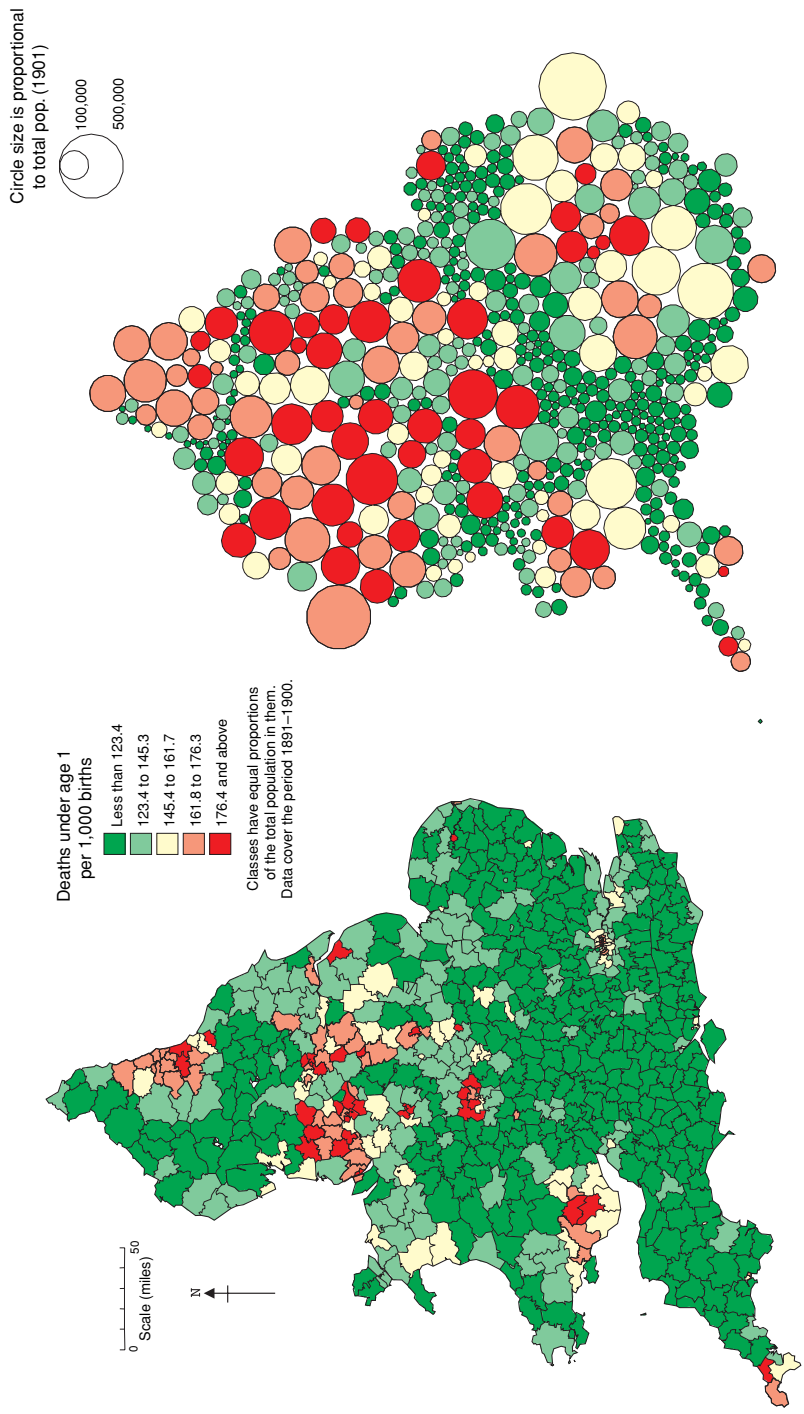 Circle size is proportional
to total pop. (1901)
100,000
500,000
Deaths under age 1
per 1,000 births
Less than 123.4
123.4 to 145.3
145.4 to 161.7
161.8 to 176.3
176.4 and above
Classes have equal proportions
of the total population in them.
Data cover the period 1891–1900.
0 50
Scale (miles)
N